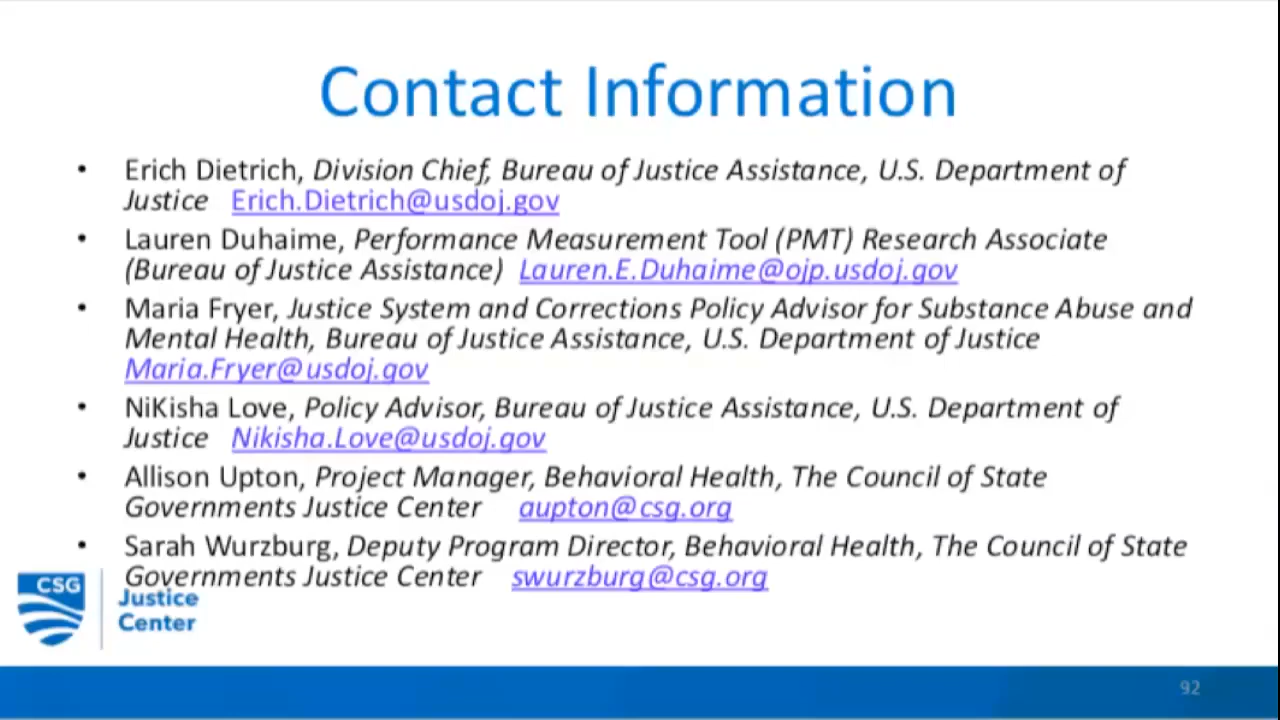 Contact Information
• Erich Dietrich, Division Chief, Bureau of Justice Assistance, U.S. Department of
Justice Erich.Dietrich@usdoj.gov
• Lauren Duhaime, Performance Measurement Tool (PMT) Research Associate
(Bureau of Justice Assistance) Lauren.E.Duhaime@ojp.usdoj.gov
• Maria Fryer, Justice System and Corrections Policy Advisor for Substance Abuse and
Mental Health, Bureau of Justice Assistance, U.S. Department of Justice
Maria.Fryer@usdoj.gov
• NiKisha Love, Policy Advisor, Bureau of Justice Assistance, U.S. Department of
Justice Nikisha.Love@usdoj.gov
• Allison Upton, Project Manager, Behavioral Health, The Council of State
Governments Justice Center aupton@csg.org
• Sarah Wurzburg, Deputy Program Director, Behavioral Health, The Council of State
Governments Justice Center swurzburg@csg.org
CSG
Justice
Center
92